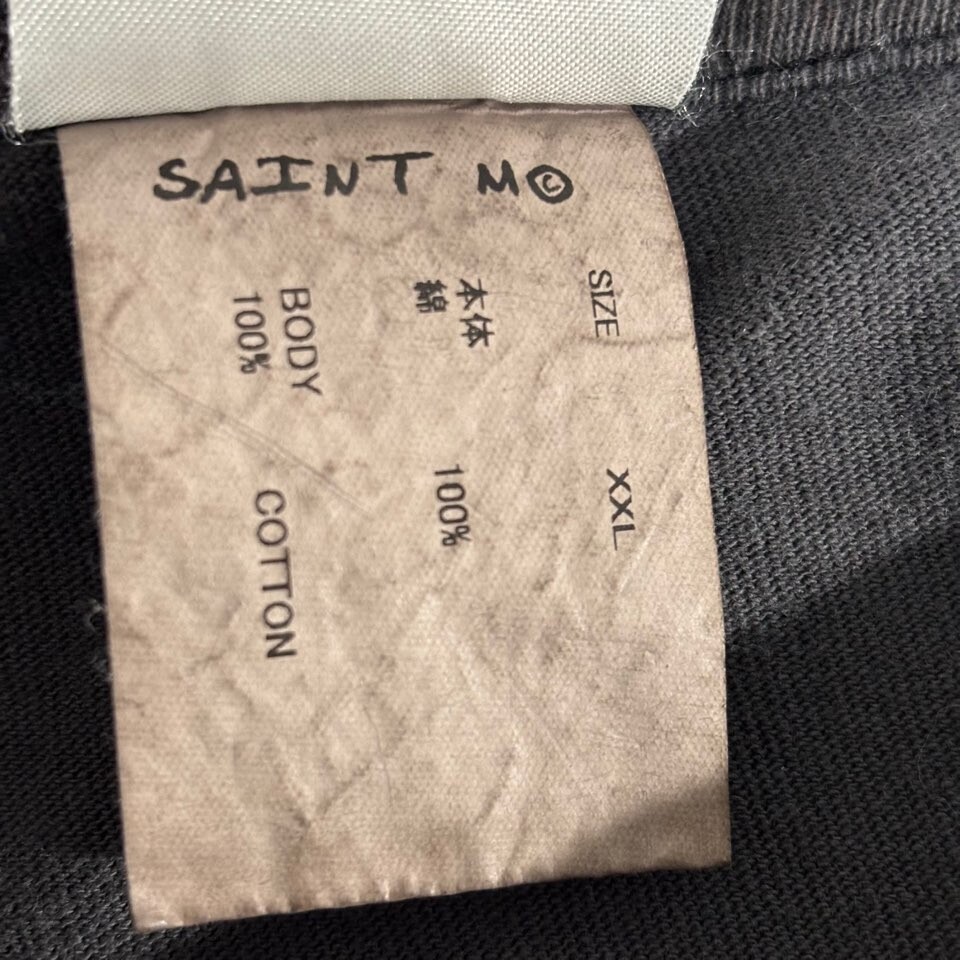 SAINT M©
SIZE XXL
本体
綿 100%
BODY
100% COTTON